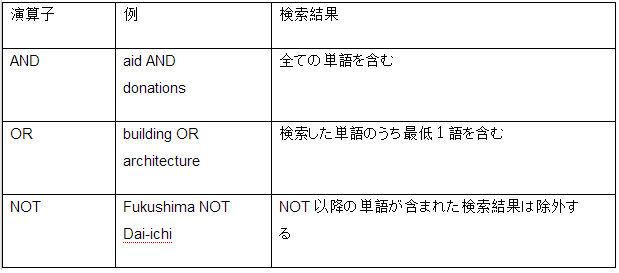 演算子 例 検索結果
AND aid AND 全ての単語を含む
donations
OR building OR 検索した単語のうち最低1語を含む
architecture
NOT Fukushima NOT NOT以降の単語が含まれた検索結果は除外す
Dai-ichi る